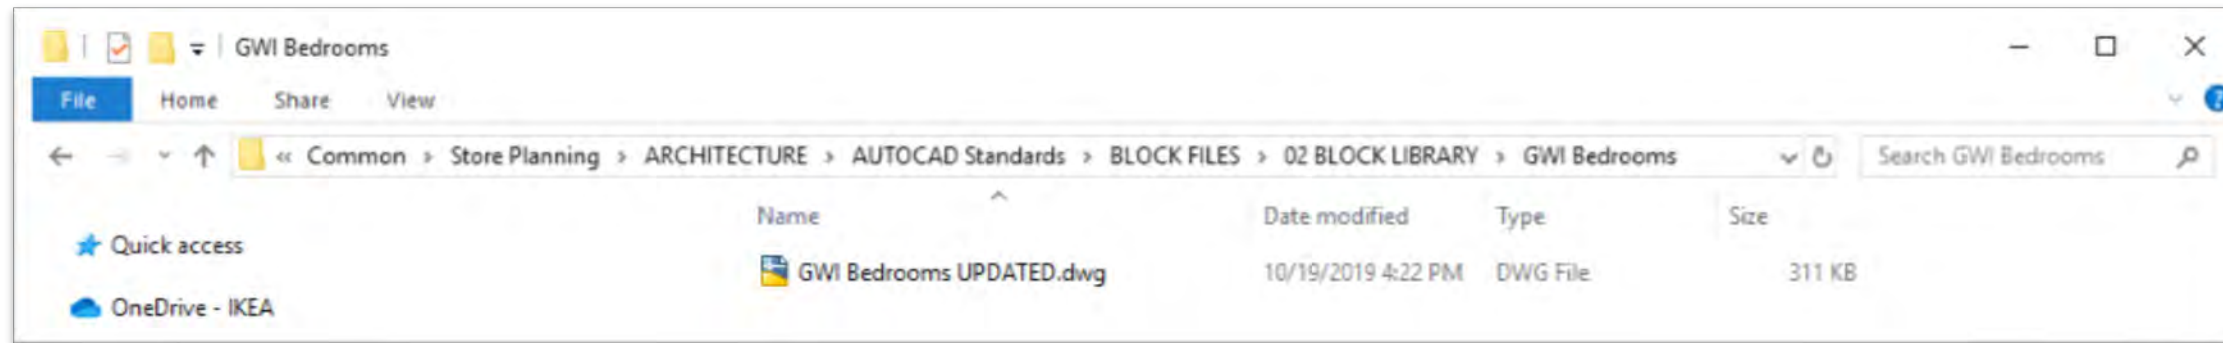 GWI Bedrooms
File Home Share View
« Common > Store Planning > ARCHITECTURE > AUTOCAD Standards > BLOCK FILES > 02 BLOCK LIBRARY > GWI Bedrooms Search GWI Bedrooms
Name Date modified Type Size
Quick access
GWI Bedrooms UPDATED.dwg 10/19/2019 4:22 PM DWG File 311 KB
OneDrive - IKEA